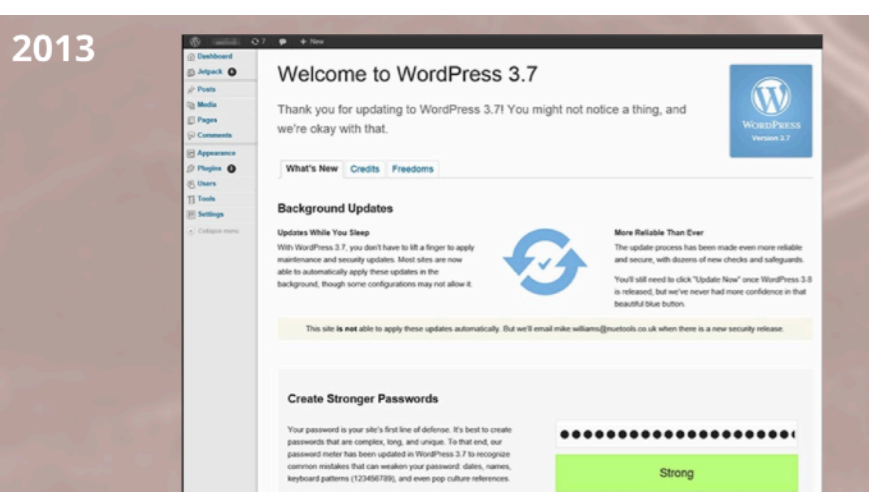 2013
7 + New
Dashboard
Jetpack
Posts
Media
Pages
Comments
Appearance
Plugins
Users
Tools
Settings
Collapse menu
Welcome to WordPress 3.7
Thank you for updating to WordPress 3.7! You might not notice a thing, and
we're okay with that.
WORDPRESS
Version 3.7
What's New Credits Freedoms
Background Updates
Updates While You Sleep
With WordPress 3.7, you don't have to lift a finger to apply
maintenance and security updates. Most sites are now
able to automatically apply these updates in the
background, though some configurations may not allow it.
More Reliable Than Ever
The update process has been made even more reliable
and secure, with dozens of new checks and safeguards.
You'll still need to click "Update Now" once WordPress 3.8
is released, but we've never had more confidence in that
beautiful blue button.
This site is not able to apply these updates automatically. But we'll email mike.williams@nuetools.co.uk when there is a new security release.
Create Stronger Passwords
Your password is your site's first line of defense. It's best to create
passwords that are complex, long, and unique. To that end, our
password meter has been updated in WordPress 3.7 to recognize
common mistakes that can weaken your password: dates, names,
keyboard patterns (123456789), and even pop culture references.
Strong